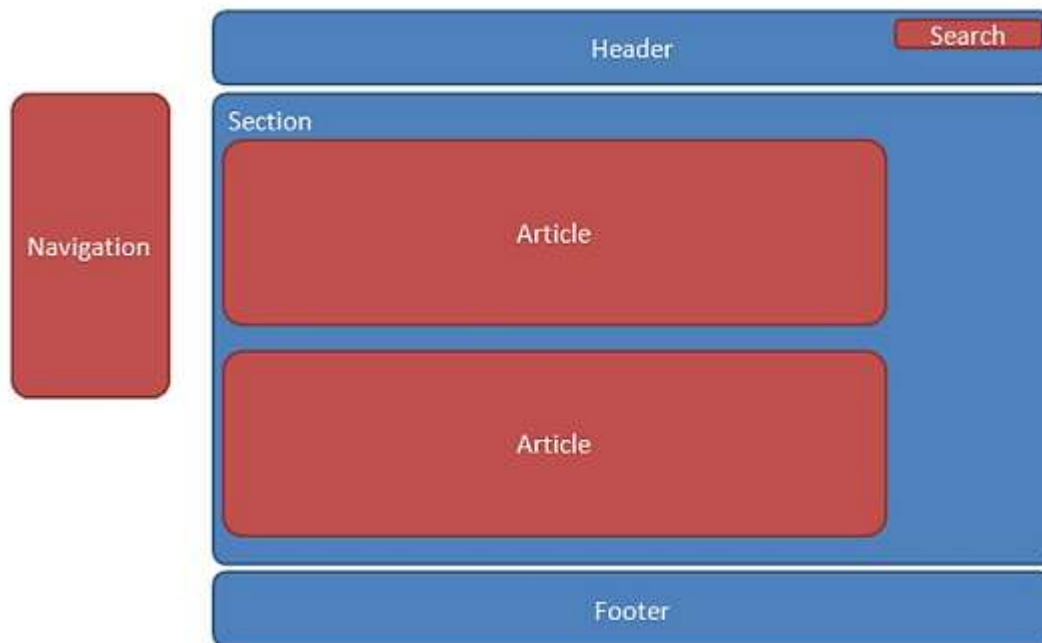 Header
Search
Section
Navigation
Article
Article
Footer